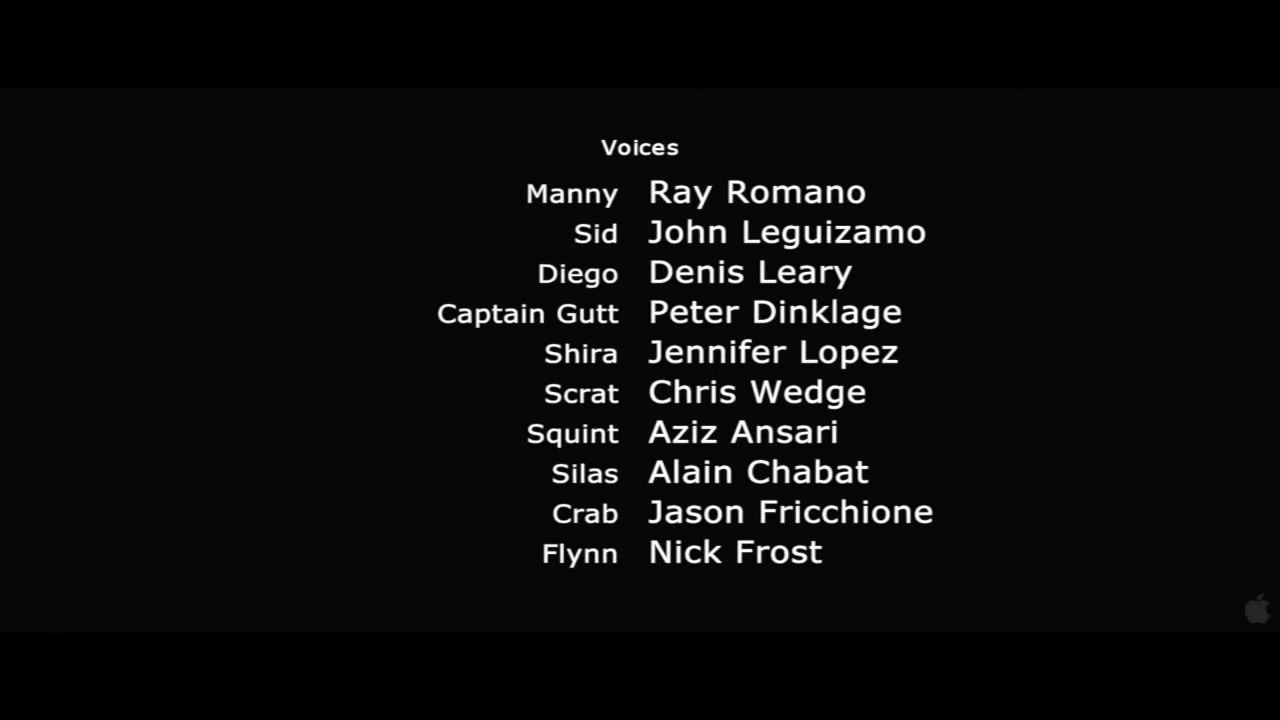 Voices
Manny Ray Romano
Sid John Leguizamo
Diego Denis Leary
Captain Gutt Peter Dinklage
Shira Jennifer Lopez
Scrat Chris Wedge
Squint Aziz Ansari
Silas Alain Chabat
Crab Jason Fricchione
Flynn Nick Frost